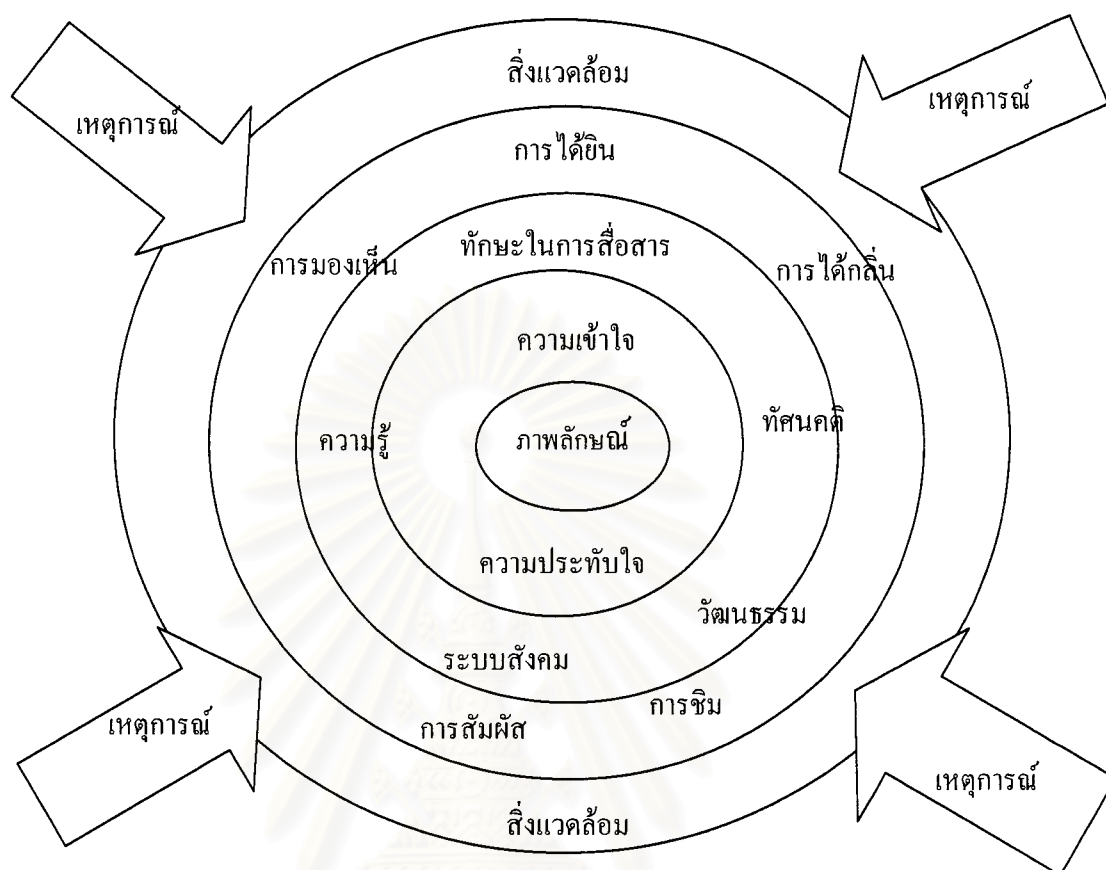 สิ่งแวดล้อม
เหตุการณ์
เหตุการณ์
การได้ยิน
ทักษะในการสื่อสาร
การมองเห็น
การได้กลิ่น
ความเข้าใจ
ทัศนคติ
ความรู้
ภาพลักษณ์
ความประทับใจ
วัฒนธรรม
ระบบสังคม
การชิม
การสัมผัส
เหตุการณ์
เหตุการณ์
สิ่งแวดล้อม